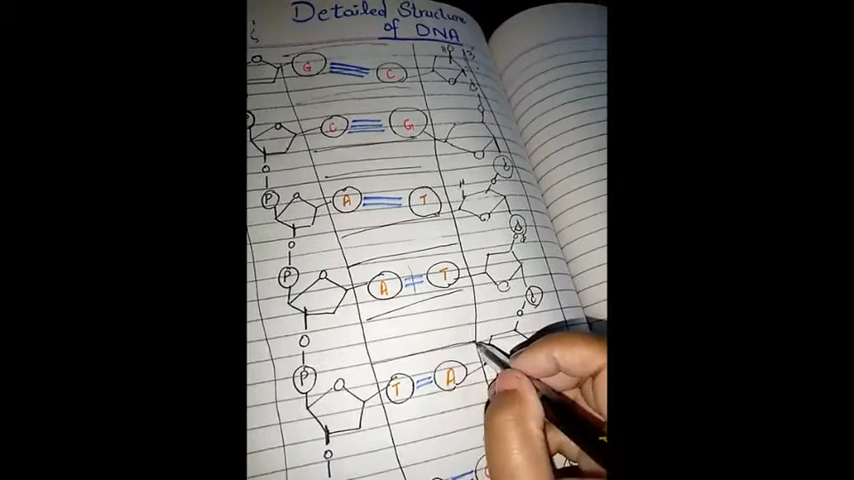 Detailed Structure
of DNA
G C
C G
P
A T
P
A T
P
T A